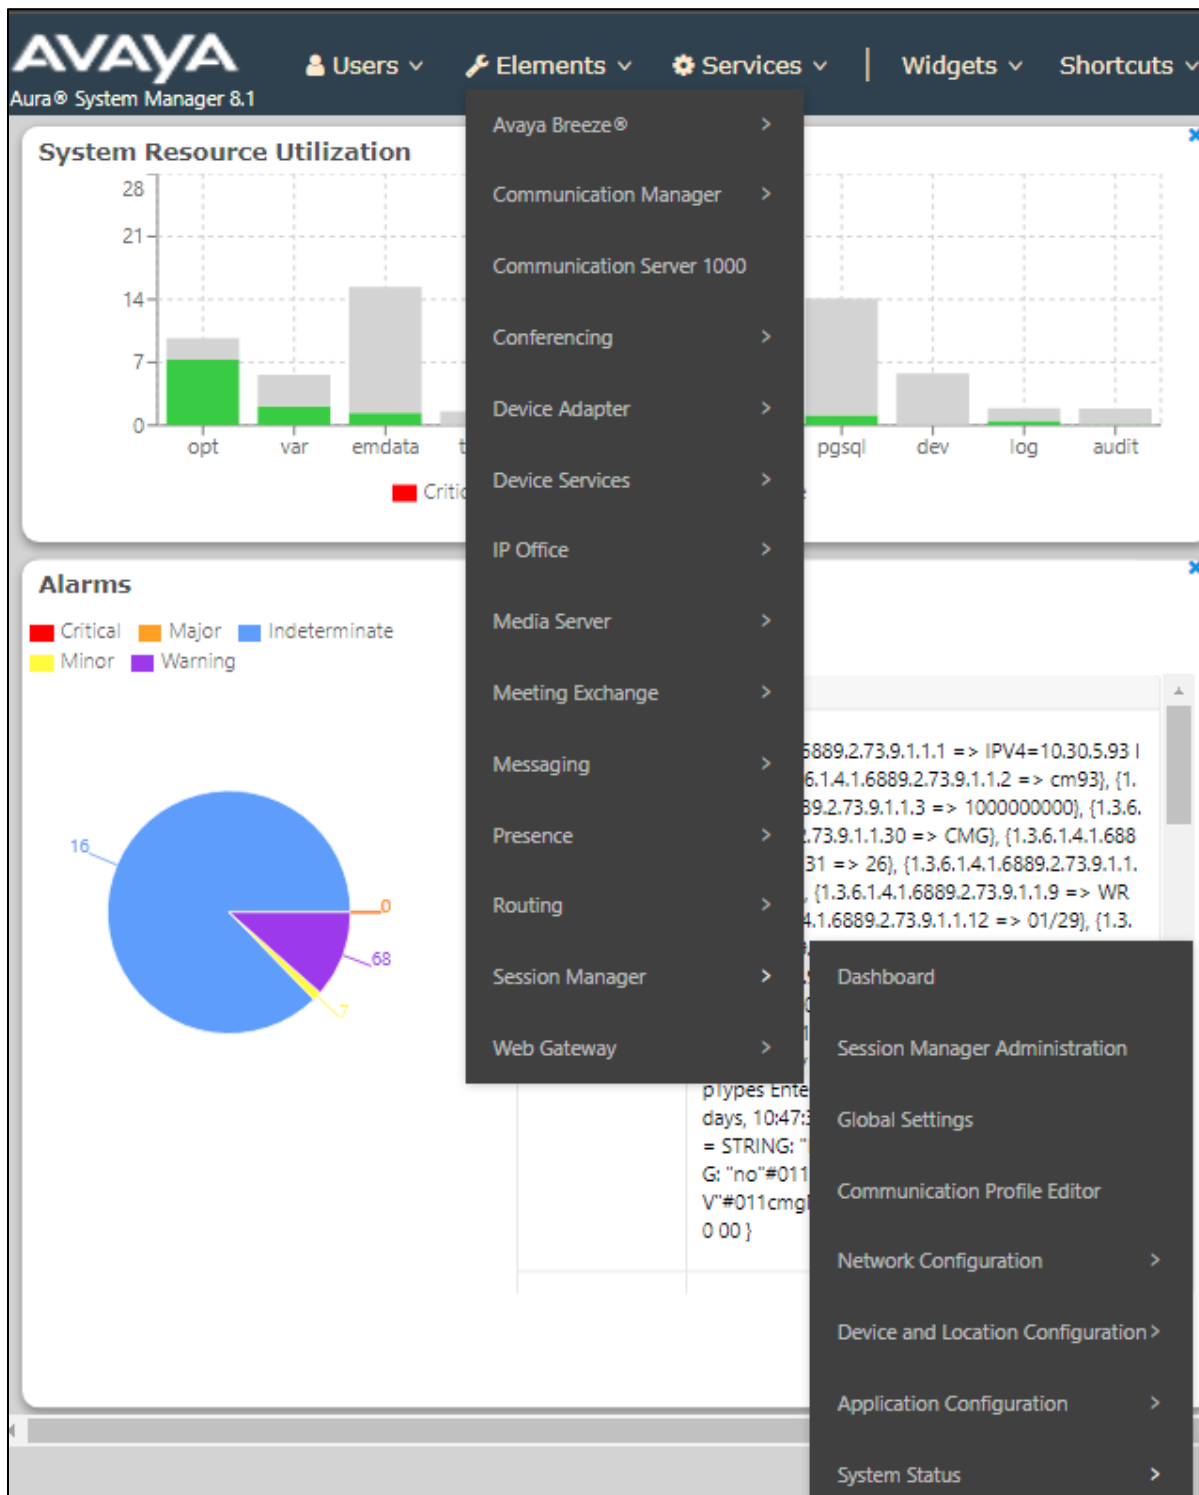 AVAYA
Aura® System Manager 8.1
Users
Elements
Services
Widgets
Shortcuts
System Resource Utilization
28
21
14
7
0
opt
var
emdata
pgsql
dev
log
audit
Avaya Breeze®
Communication Manager
Communication Server 1000
Conferencing
Device Adapter
Device Services
IP Office
Media Server
Meeting Exchange
Messaging
Presence
Routing
Session Manager
Web Gateway
Alarms
Critical Major Indeterminate
Minor Warning
16
0
68
7
6889.2.73.9.1.1.1 => IPV4=10.30.5.93 I
6.1.4.1.6889.2.73.9.1.1.2 => cm93}, {1.
89.2.73.9.1.1.3 => 1000000000}, {1.3.6.
.73.9.1.1.30 => CMG}, {1.3.6.1.4.1.688
31 => 26}, {1.3.6.1.4.1.6889.2.73.9.1.1.
, {1.3.6.1.4.1.6889.2.73.9.1.1.9 => WR
4.1.6889.2.73.9.1.1.12 => 01/29}, {1.3.
pTypes Ente
days, 10:47:3
= STRING: "
G: "no"#011
V"#011cmg
0 00 }
Dashboard
Session Manager Administration
Global Settings
Communication Profile Editor
Network Configuration
Device and Location Configuration
Application Configuration
System Status